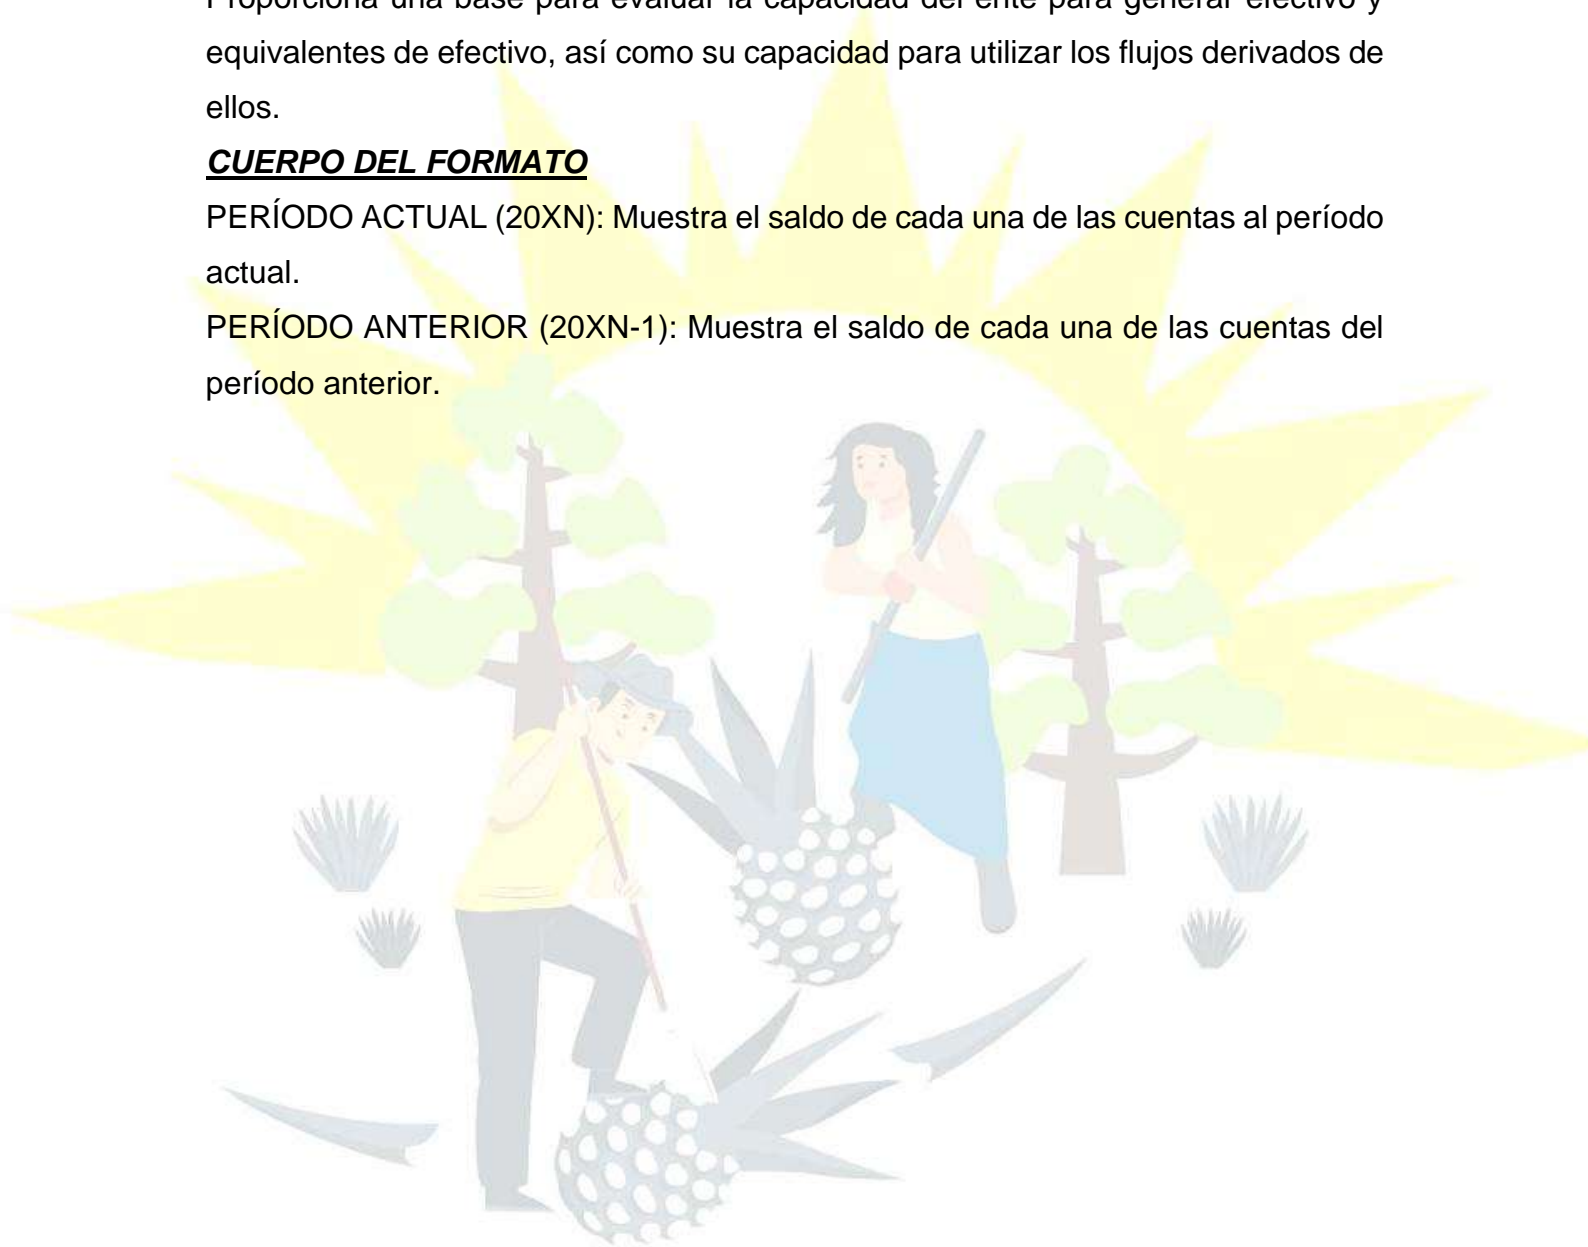 Proporciona una base para evaluar la capacidad del ente para generar efectivo y
equivalentes de efectivo, así como su capacidad para utilizar los flujos derivados de
ellos.
CUERPO DEL FORMATO
PERÍODO ACTUAL (20XN): Muestra el saldo de cada una de las cuentas al período
actual.
PERÍODO ANTERIOR (20XN-1): Muestra el saldo de cada una de las cuentas del
período anterior.